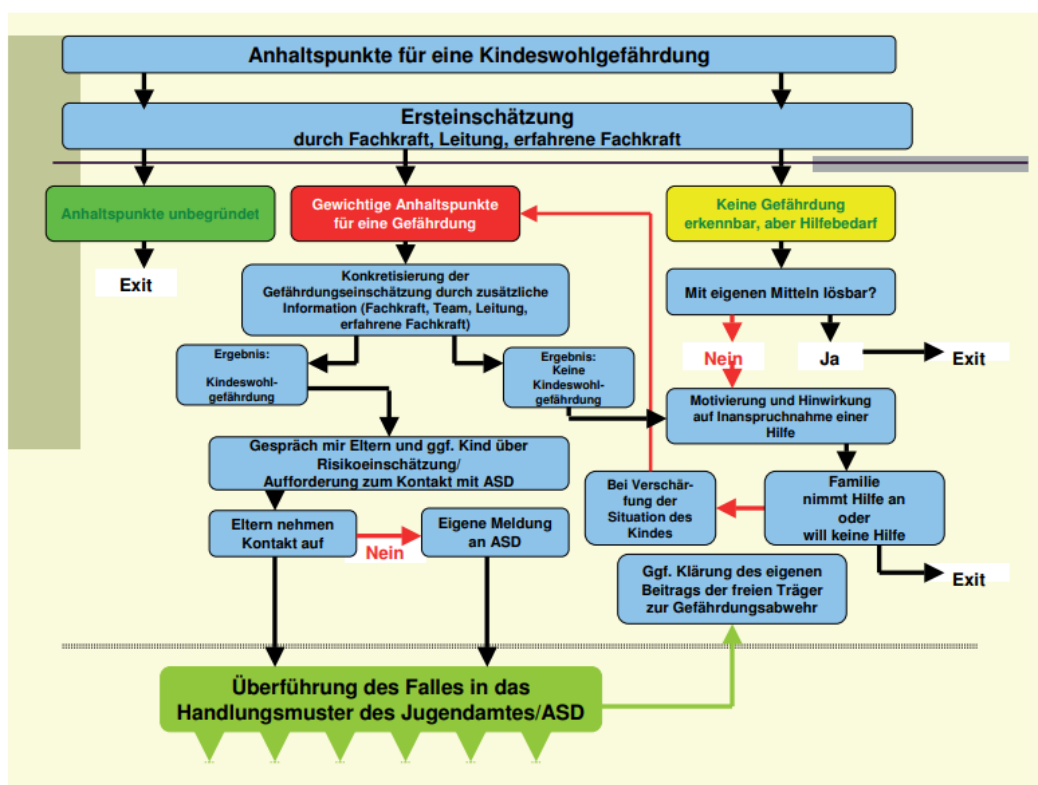 Anhaltspunkte für eine Kindeswohlgefährdung
Ersteinschätzung
durch Fachkraft, Leitung, erfahrene Fachkraft
Anhaltspunkte unbegründet
Gewichtige Anhaltspunkte
für eine Gefährdung
Keine Gefährdung
erkennbar, aber Hilfebedarf
Exit
Konkretisierung der
Gefährdungseinschätzung durch zusätzliche
Information (Fachkraft, Team, Leitung,
erfahrene Fachkraft)
Mit eigenen Mitteln lösbar?
Ergebnis:
Kindeswohl-
gefährdung
Ergebnis:
Keine
Kindeswohl-
gefährdung
Nein
Ja
Exit
Motivierung und Hinwirkung
auf Inanspruchnahme einer
Hilfe
Gespräch mir Eltern und ggf. Kind über
Risikoeinschätzung/
Aufforderung zum Kontakt mit ASD
Bei Verschär-
fung der
Situation des
Kindes
Familie
nimmt Hilfe an
oder
will keine Hilfe
Eltern nehmen
Kontakt auf
Nein
Eigene Meldung
an ASD
Exit
Ggf. Klärung des eigenen
Beitrags der freien Träger
zur Gefährdungsabwehr
Überführung des Falles in das
Handlungsmuster des Jugendamtes/ASD